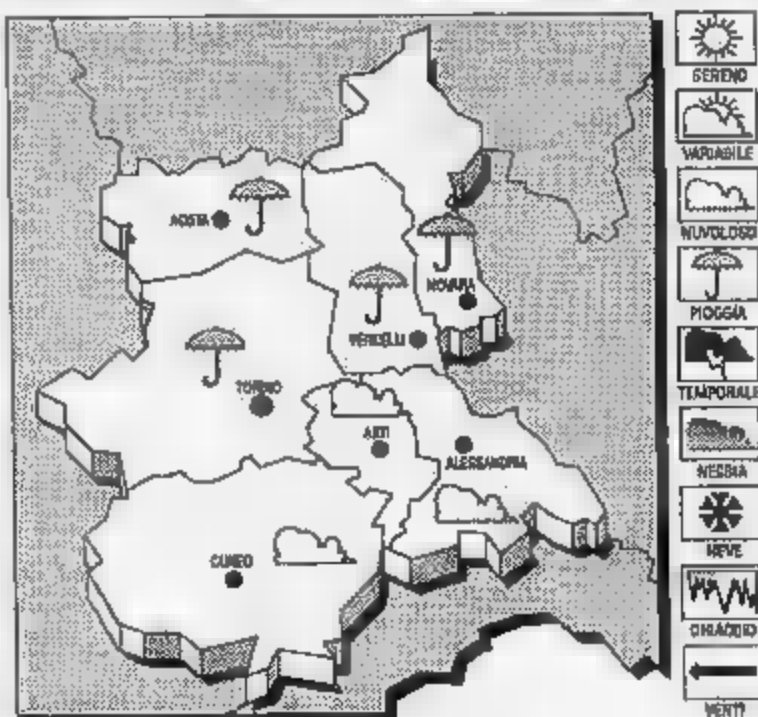 AOSTA
NOVARA
VERCELLI
TORINO
ASTI
ALESSANDRIA
CUNEO
SERENO
VARIABILE
NUVOLOSO
PIOGGIA
TEMPORALE
NEBBIA
NEVE
GHIACCIO
VENTI